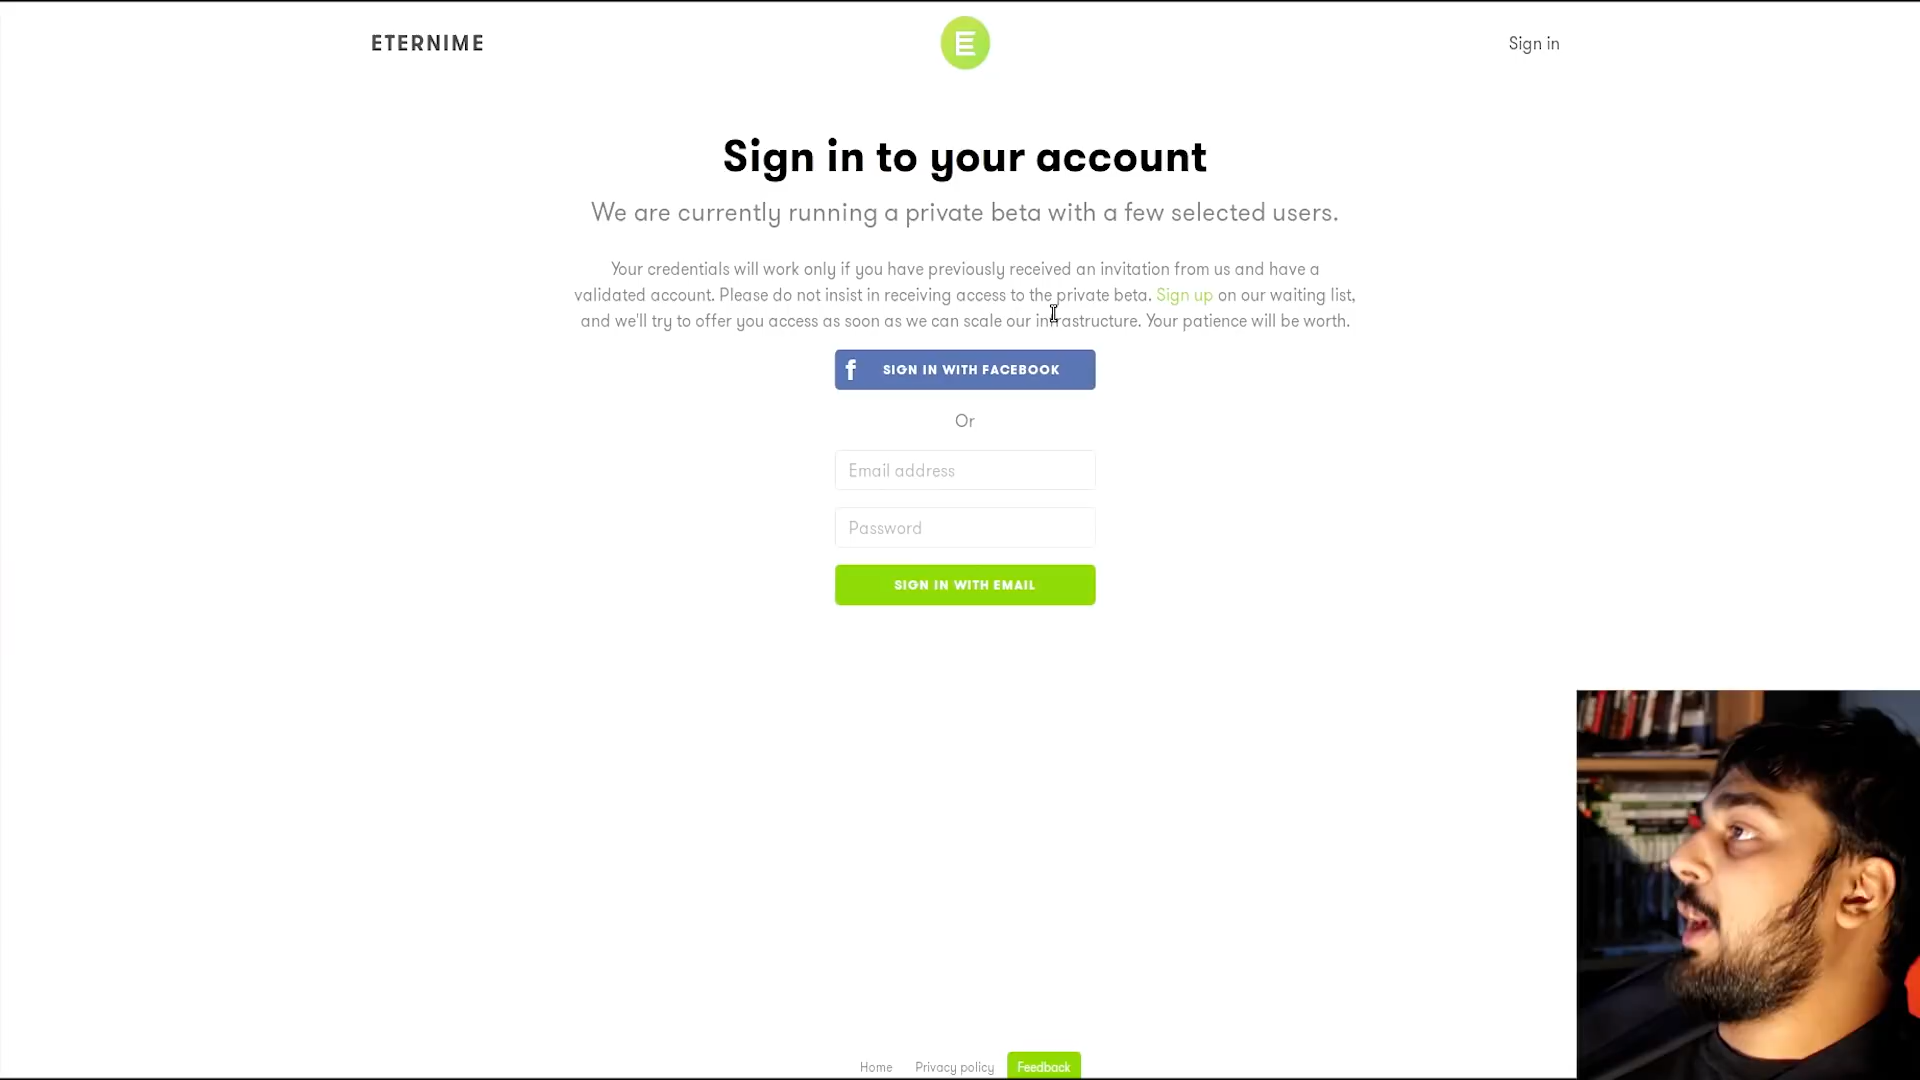 ETERNIME
E
Sign in
Sign in to your account
We are currently running a private beta with a few selected users.
Your credentials will work only if you have previously received an invitation from us and have a
validated account. Please do not insist in receiving access to the private beta. Sign up on our waiting list,
and we'll try to offer you access as soon as we can scale our infrastructure. Your patience will be worth.
f SIGN IN WITH FACEBOOK
Or
Email address
Password
SIGN IN WITH EMAIL
Home Privacy policy Feedback